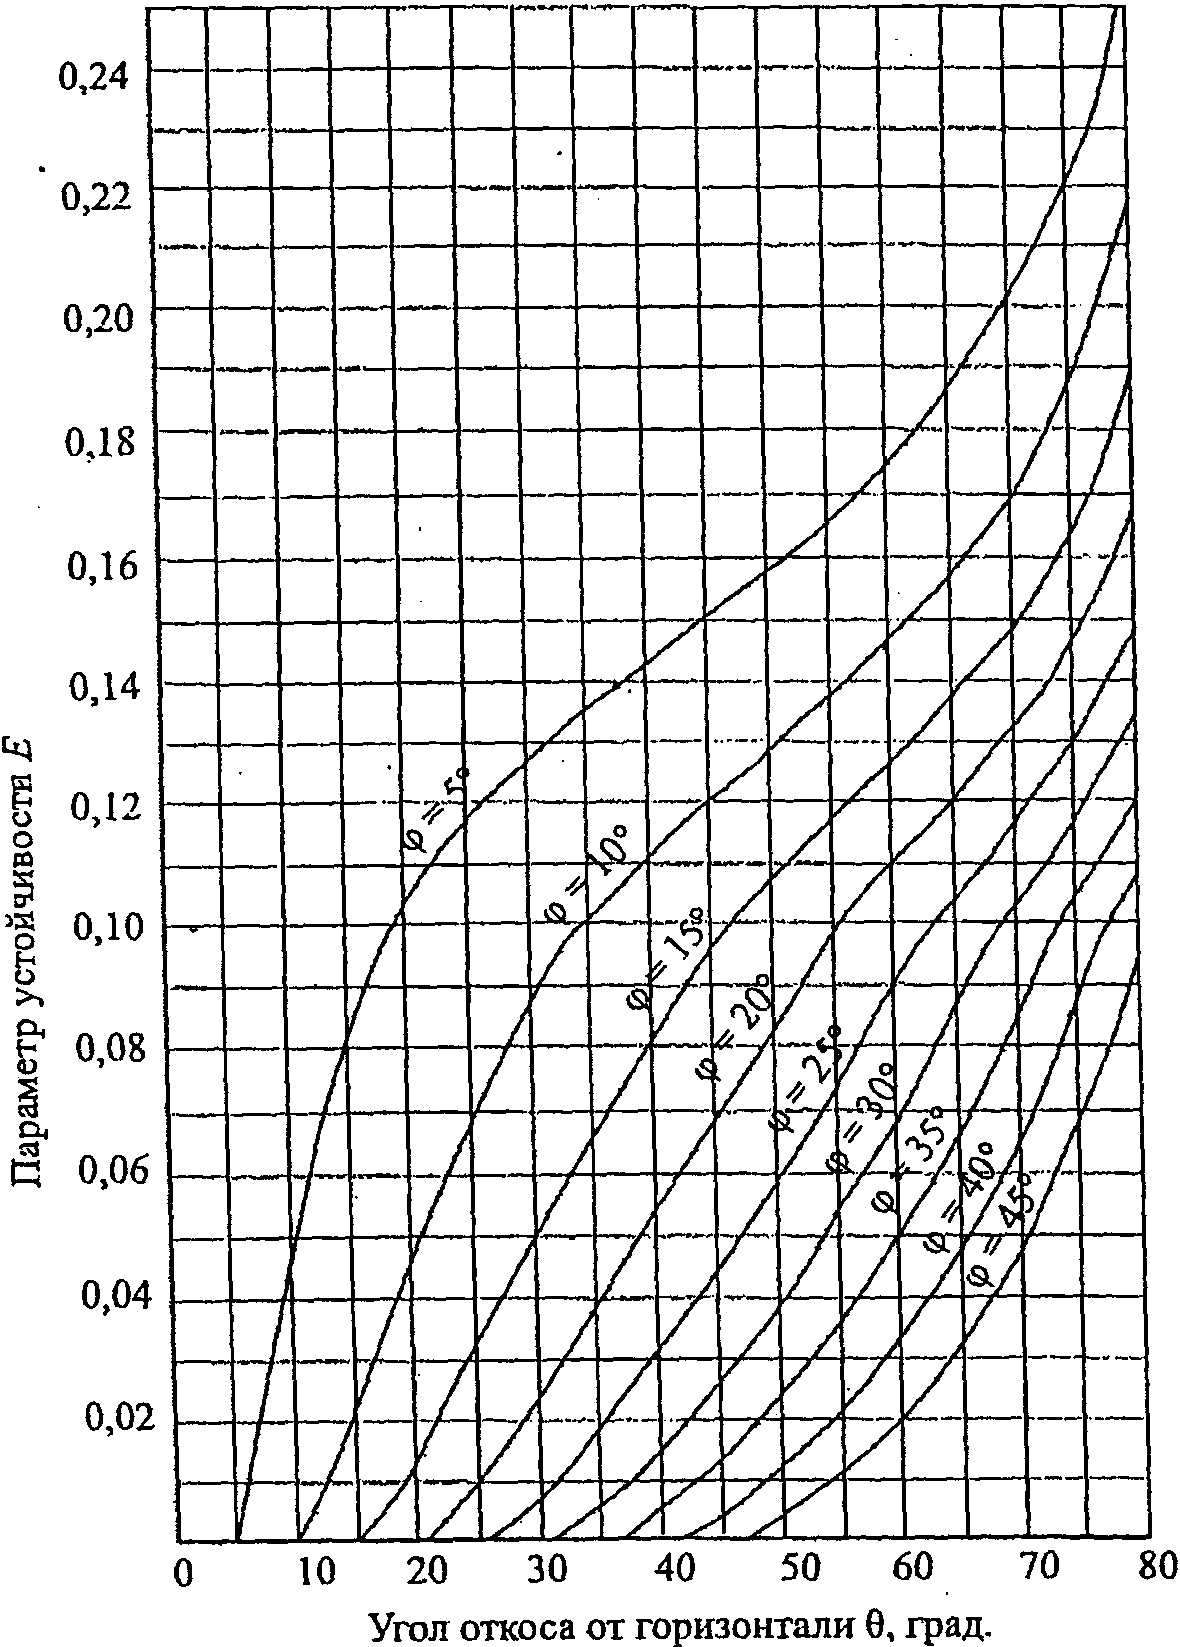 0,24
0,22
0,20
0,18
0,16
0,14
0,12
0,10
0,08
0,06
0,04
0,02
Параметр устойчивости E
φ = 5°
φ = 10°
φ = 15°
φ = 20°
φ = 25°
φ = 30°
φ = 35°
φ = 40°
φ = 45°
0 10 20 30 40 50 60 70 80
Угол откоса от горизонтали θ, град.